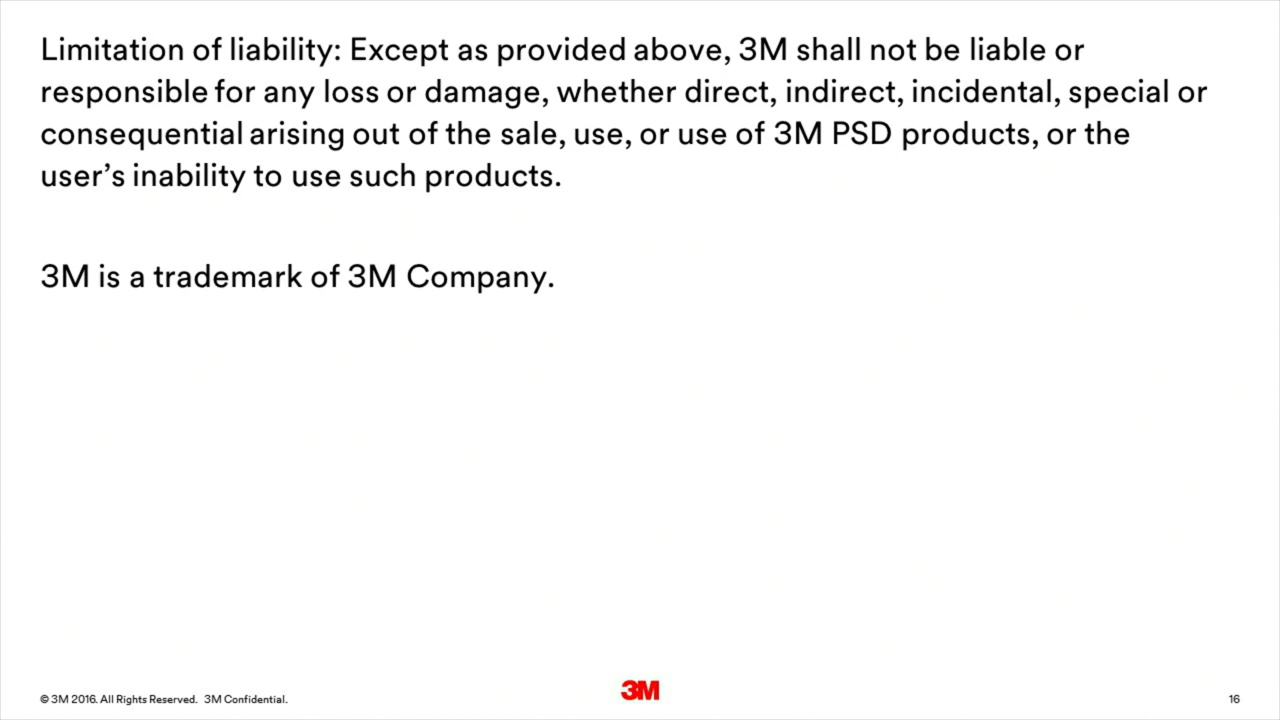 Limitation of liability: Except as provided above, 3M shall not be liable or
responsible for any loss or damage, whether direct, indirect, incidental, special or
consequential arising out of the sale, use, or use of 3M PSD products, or the
user’s inability to use such products.
3M is a trademark of 3M Company.
© 3M 2016. All Rights Reserved. 3M Confidential.
3M
16